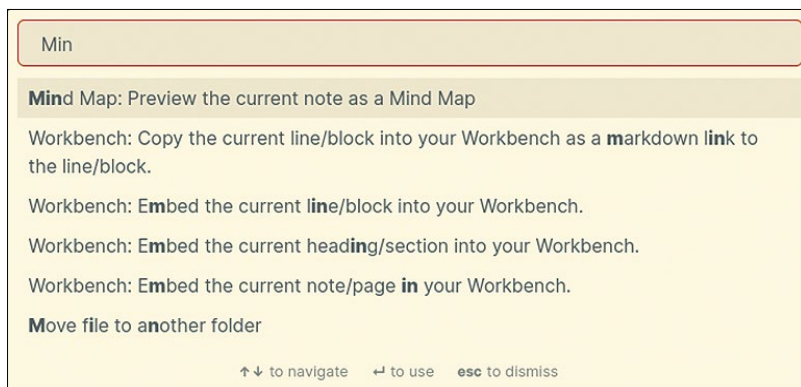 Min
Mind Map: Preview the current note as a Mind Map
Workbench: Copy the current line/block into your Workbench as a markdown link to
the line/block.
Workbench: Embed the current line/block into your Workbench.
Workbench: Embed the current heading/section into your Workbench.
Workbench: Embed the current note/page in your Workbench.
Move file to another folder
↑↓ to navigate ↵ to use esc to dismiss